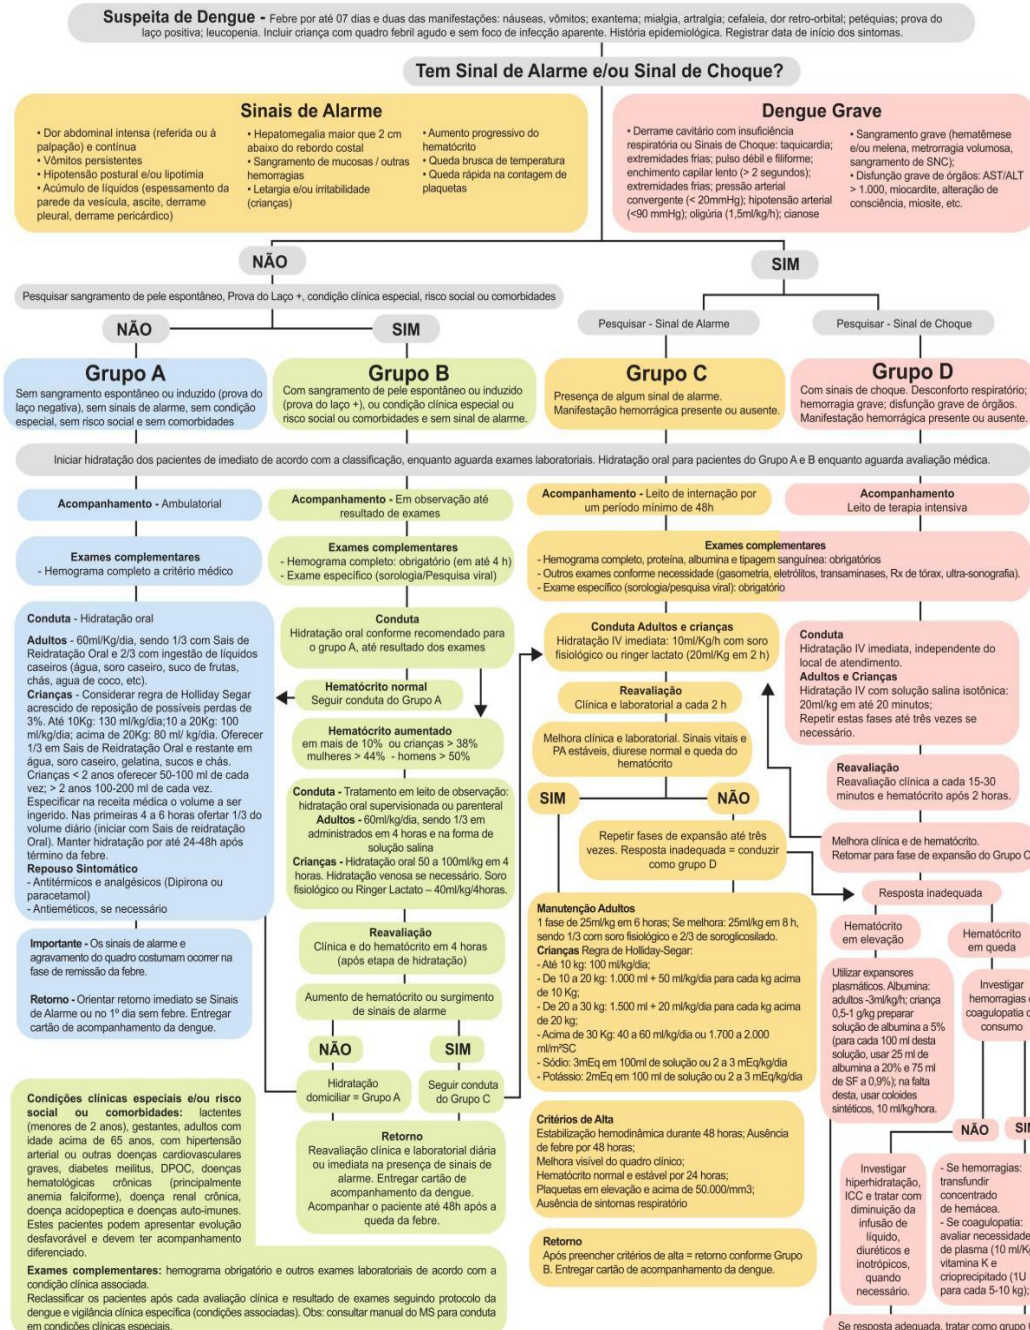 Suspeita de Dengue - Febre por até 07 dias e duas das manifestações: náuseas, vômitos; exantema; mialgia, artralgia; cefaleia, dor retro-orbital; petéquias; prova do
laço positiva; leucopenia. Incluir criança com quadro febril agudo e sem foco de infecção aparente. História epidemiológica. Registrar data de início dos sintomas.
Tem Sinal de Alarme e/ou Sinal de Choque?
Sinais de Alarme
• Dor abdominal intensa (referida ou à
palpação) e contínua
• Vômitos persistentes
• Hipotensão postural e/ou lipotimia
• Acúmulo de líquidos (espessamento da
parede da vesícula, ascite, derrame
pleural, derrame pericárdico)
• Hepatomegalia maior que 2 cm
abaixo do rebordo costal
• Sangramento de mucosas / outras
hemorragias
• Letargia e/ou irritabilidade
(crianças)
• Aumento progressivo do
hematócrito
• Queda brusca de temperatura
• Queda rápida na contagem de
plaquetas
Dengue Grave
• Derrame cavitário com insuficiência
respiratória ou Sinais de Choque: taquicardia;
extremidades frias; pulso débil e filiforme;
enchimento capilar lento (> 2 segundos);
extremidades frias; pressão arterial
convergente (< 20mmHg); hipotensão arterial
(<90 mmHg); oligúria (1,5ml/kg/h); cianose
• Sangramento grave (hematêmese
e/ou melena, metrorragia volumosa,
sangramento de SNC);
• Disfunção grave de órgãos: AST/ALT
> 1.000, miocardite, alteração de
consciência, miosite, etc.
NÃO
SIM
Pesquisar sangramento de pele espontâneo, Prova do Laço +, condição clínica especial, risco social ou comorbidades
NÃO
SIM
Pesquisar - Sinal de Alarme
Pesquisar - Sinal de Choque
Grupo A
Sem sangramento espontâneo ou induzido (prova do
laço negativa), sem sinais de alarme, sem condição
especial, sem risco social e sem comorbidades
Grupo B
Com sangramento de pele espontâneo ou induzido
(prova do laço +), ou condição clínica especial ou
risco social ou comorbidades e sem sinal de alarme.
Grupo C
Presença de algum sinal de alarme.
Manifestação hemorrágica presente ou ausente.
Grupo D
Com sinais de choque. Desconforto respiratório;
hemorragia grave; disfunção grave de órgãos.
Manifestação hemorrágica presente ou ausente.
Iniciar hidratação dos pacientes de imediato de acordo com a classificação, enquanto aguarda exames laboratoriais. Hidratação oral para pacientes do Grupo A e B enquanto aguarda avaliação médica.
Acompanhamento - Ambulatorial
Exames complementares
- Hemograma completo a critério médico
Conduta - Hidratação oral
Adultos - 60ml/Kg/dia, sendo 1/3 com Sais de
Reidratação Oral e 2/3 com ingestão de líquidos
caseiros (água, soro caseiro, suco de frutas,
chás, agua de coco, etc).
Crianças - Considerar regra de Holliday Segar
acrescido de reposição de possíveis perdas de
3%. Até 10Kg: 130 ml/kg/dia;10 a 20Kg: 100
ml/kg/dia; acima de 20Kg: 80 ml/ kg/dia. Oferecer
1/3 em Sais de Reidratação Oral e restante em
água, soro caseiro, gelatina, sucos e chás.
Crianças < 2 anos oferecer 50-100 ml de cada
vez; > 2 anos 100-200 ml de cada vez.
Especificar na receita médica o volume a ser
ingerido. Nas primeiras 4 a 6 horas ofertar 1/3 do
volume diário (iniciar com Sais de reidratação
Oral). Manter hidratação por até 24-48h após
término da febre.
Repouso Sintomático
- Antitérmicos e analgésicos (Dipirona ou
paracetamol)
- Antieméticos, se necessário
Importante - Os sinais de alarme e
agravamento do quadro costumam ocorrer na
fase de remissão da febre.
Retorno - Orientar retorno imediato se Sinais
de Alarme ou no 1º dia sem febre. Entregar
cartão de acompanhamento da dengue.
Acompanhamento - Em observação até
resultado de exames
Exames complementares
- Hemograma completo: obrigatório (em até 4 h)
- Exame específico (sorologia/Pesquisa viral)
Conduta
Hidratação oral conforme recomendado para
o grupo A, até resultado dos exames
Hematócrito normal
Seguir conduta do Grupo A
Hematócrito aumentado
em mais de 10% ou crianças > 38%
mulheres > 44% - homens > 50%
Conduta - Tratamento em leito de observação:
hidratação oral supervisionada ou parenteral
Adultos - 60ml/kg/dia, sendo 1/3 em
administrados em 4 horas e na forma de
solução salina
Crianças - Hidratação oral 50 a 100ml/kg em 4
horas. Hidratação venosa se necessário. Soro
fisiológico ou Ringer Lactato – 40ml/kg/4horas.
Reavaliação
Clínica e do hematócrito em 4 horas
(após etapa de hidratação)
Aumento de hematócrito ou surgimento
de sinais de alarme
NÃO
SIM
Hidratação
domiciliar = Grupo A
Seguir conduta
do Grupo C
Retorno
Reavaliação clínica e laboratorial diária
ou imediata na presença de sinais de
alarme. Entregar cartão de
acompanhamento da dengue.
Acompanhar o paciente até 48h após a
queda da febre.
Condições clínicas especiais e/ou risco
social ou comorbidades: lactentes
(menores de 2 anos), gestantes, adultos com
idade acima de 65 anos, com hipertensão
arterial ou outras doenças cardiovasculares
graves, diabetes meilitus, DPOC, doenças
hematológicas crônicas (principalmente
anemia falciforme), doença renal crônica,
doença acidopeptica e doenças auto-imunes.
Estes pacientes podem apresentar evolução
desfavorável e devem ter acompanhamento
diferenciado.
Exames complementares: hemograma obrigatório e outros exames laboratoriais de acordo com a
condição clínica associada.
Reclassificar os pacientes após cada avaliação clínica e resultado de exames seguindo protocolo da
dengue e vigilância clínica específica (condições associadas). Obs: consultar manual do MS para conduta
em condições clínicas especiais.
Acompanhamento - Leito de internação por
um período mínimo de 48h
Acompanhamento
Leito de terapia intensiva
Exames complementares
- Hemograma completo, proteína, albumina e tipagem sanguínea: obrigatórios
- Outros exames conforme necessidade (gasometria, eletrólitos, transaminases, Rx de tórax, ultra-sonografia).
- Exame específico (sorologia/pesquisa viral): obrigatório
Conduta Adultos e crianças
Hidratação IV imediata: 10ml/Kg/h com soro
fisiológico ou ringer lactato (20ml/Kg em 2 h)
Reavaliação
Clínica e laboratorial a cada 2 h
Melhora clínica e laboratorial. Sinais vitais e
PA estáveis, diurese normal e queda do
hematócrito
SIM
NÃO
Repetir fases de expansão até três
vezes. Resposta inadequada = conduzir
como grupo D
Manutenção Adultos
1 fase de 25ml/kg em 6 horas; Se melhora: 25ml/kg em 8 h,
sendo 1/3 com soro fisiológico e 2/3 de soroglicosilado.
Crianças Regra de Holliday-Segar:
- Até 10 kg: 100 ml/kg/dia;
- De 10 a 20 kg: 1.000 ml + 50 ml/kg/dia para cada kg acima
de 10 Kg;
- De 20 a 30 kg: 1.500 ml + 20 ml/kg/dia para cada kg acima
de 20 kg;
- Acima de 30 Kg: 40 a 60 ml/kg/dia ou 1.700 a 2.000
ml/m²SC
- Sódio: 3mEq em 100ml de solução ou 2 a 3 mEq/kg/dia
- Potássio: 2mEq em 100 ml de solução ou 2 a 3 mEq/kg/dia
Critérios de Alta
Estabilização hemodinâmica durante 48 horas; Ausência
de febre por 48 horas;
Melhora visível do quadro clínico;
Hematócrito normal e estável por 24 horas;
Plaquetas em elevação e acima de 50.000/mm3;
Ausência de sintomas respiratório
Retorno
Após preencher critérios de alta = retorno conforme Grupo
B. Entregar cartão de acompanhamento da dengue.
Conduta
Hidratação IV imediata, independente do
local de atendimento.
Adultos e Crianças
Hidratação IV com solução salina isotônica:
20ml/kg em até 20 minutos;
Repetir estas fases até três vezes se
necessário.
Reavaliação
Reavaliação clínica a cada 15-30
minutos e hematócrito após 2 horas.
Melhora clínica e de hematócrito.
Retornar para fase de expansão do Grupo C
Resposta inadequada
Hematócrito
em elevação
Hematócrito
em queda
Utilizar expansores
plasmáticos. Albumina:
adultos -3ml/kg/h; criança
0,5-1 g/kg preparar
solução de albumina a 5%
(para cada 100 ml desta
solução, usar 25 ml de
albumina a 20% e 75 ml
de SF a 0,9%); na falta
desta, usar coloides
sintéticos, 10 ml/kg/hora.
Investigar
hemorragias
coagulopatia
consumo
NÃO
Investigar
hiperhidratação,
ICC e tratar com
diminuição da
infusão de
líquido,
diuréticos e
inotrópicos,
quando
necessário.
- Se hemorragias:
transfundir
concentrado
de hemácea.
- Se coagulopatia:
avaliar necessidade
de plasma (10
vitamina K e
crioprecipitado (1U
para cada 5-10 kg);
Se resposta adequada, tratar como grupo